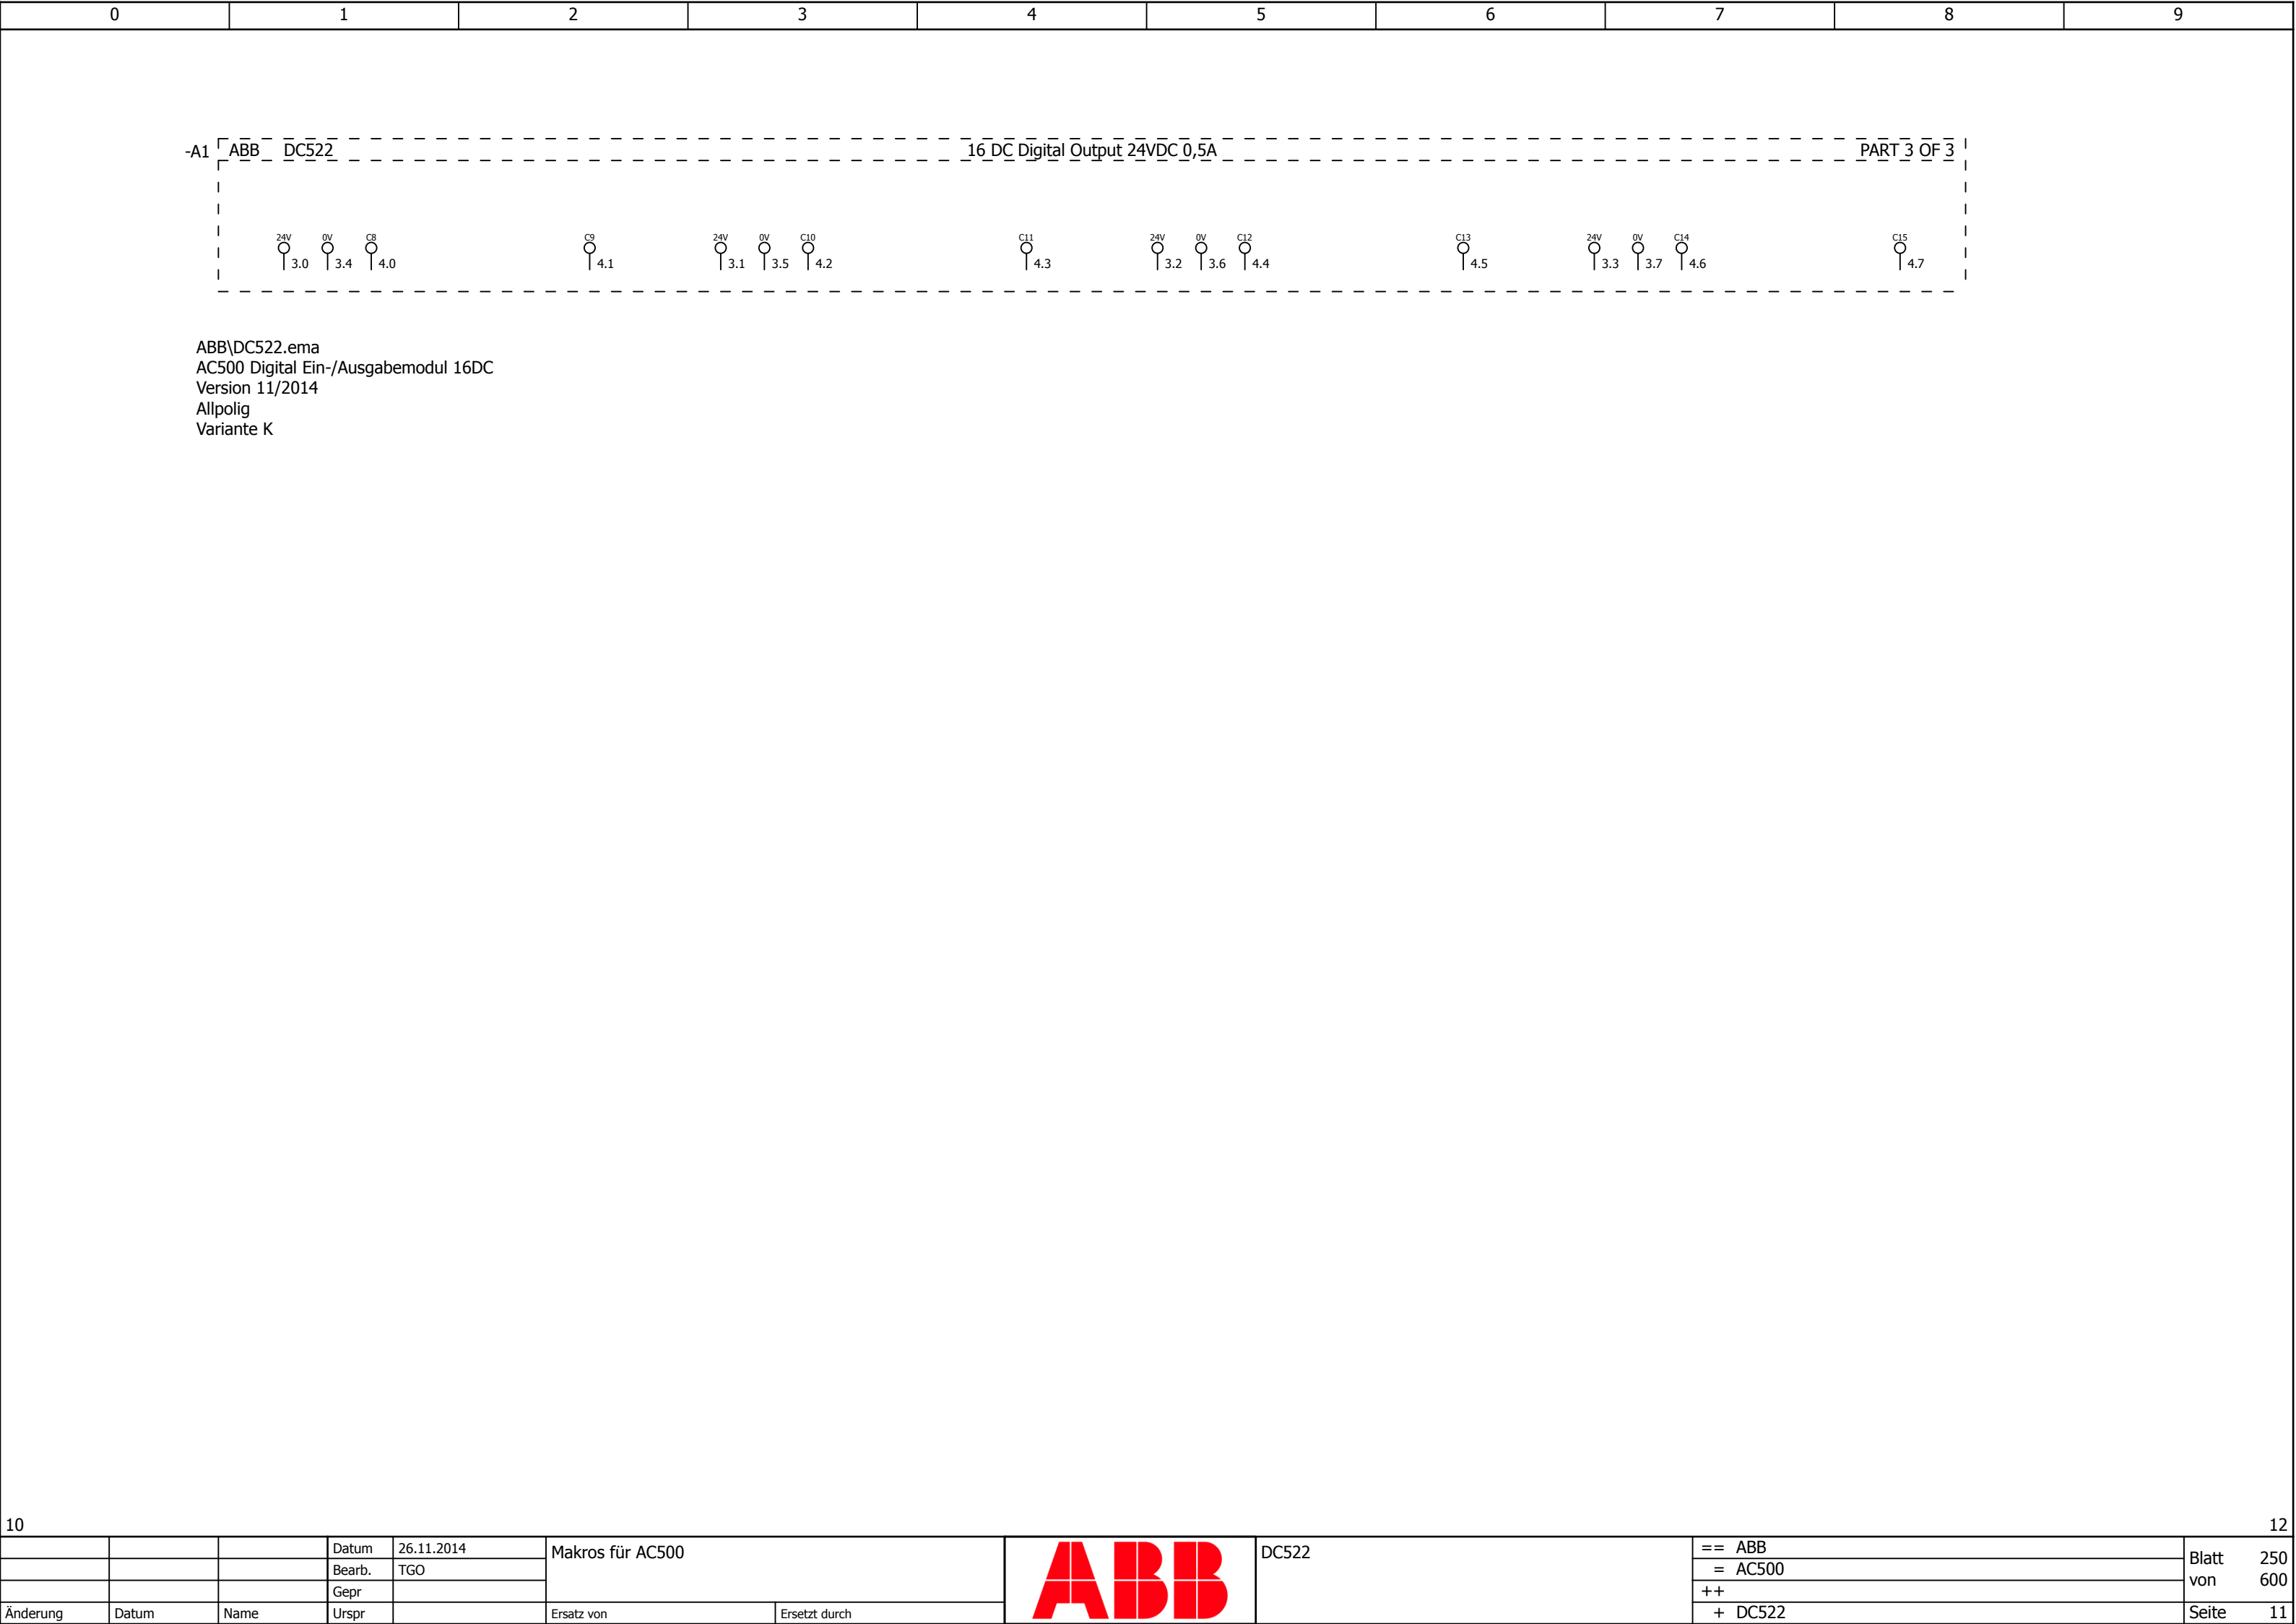 0 1 2 3 4 5 6 7 8 9
-A1 ABB DC522 16 DC Digital Output 24VDC 0,5A PART 3 OF 3
24V 0V C8 C9 24V 0V C10 C11 24V 0V C12 C13 24V 0V C14 C15
3.0 3.4 4.0 4.1 3.1 3.5 4.2 4.3 3.2 3.6 4.4 4.5 3.3 3.7 4.6 4.7
ABB\DC522.ema
AC500 Digital Ein-/Ausgabemodul 16DC
Version 11/2014
Allpolig
Variante K
10 12
Datum 26.11.2014
Bearb. TGO
Gepr
Änderung Datum Name Urspr
Makros für AC500
Ersatz von Ersetzt durch
ABB
DC522
== ABB
= AC500
++
+ DC522
Blatt 250
von 600
Seite 11